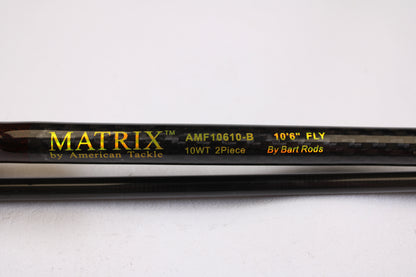 MATRIX™ AMF10610-B 10'6" FLY
by American Tackle 10WT 2Piece By Bart Rods